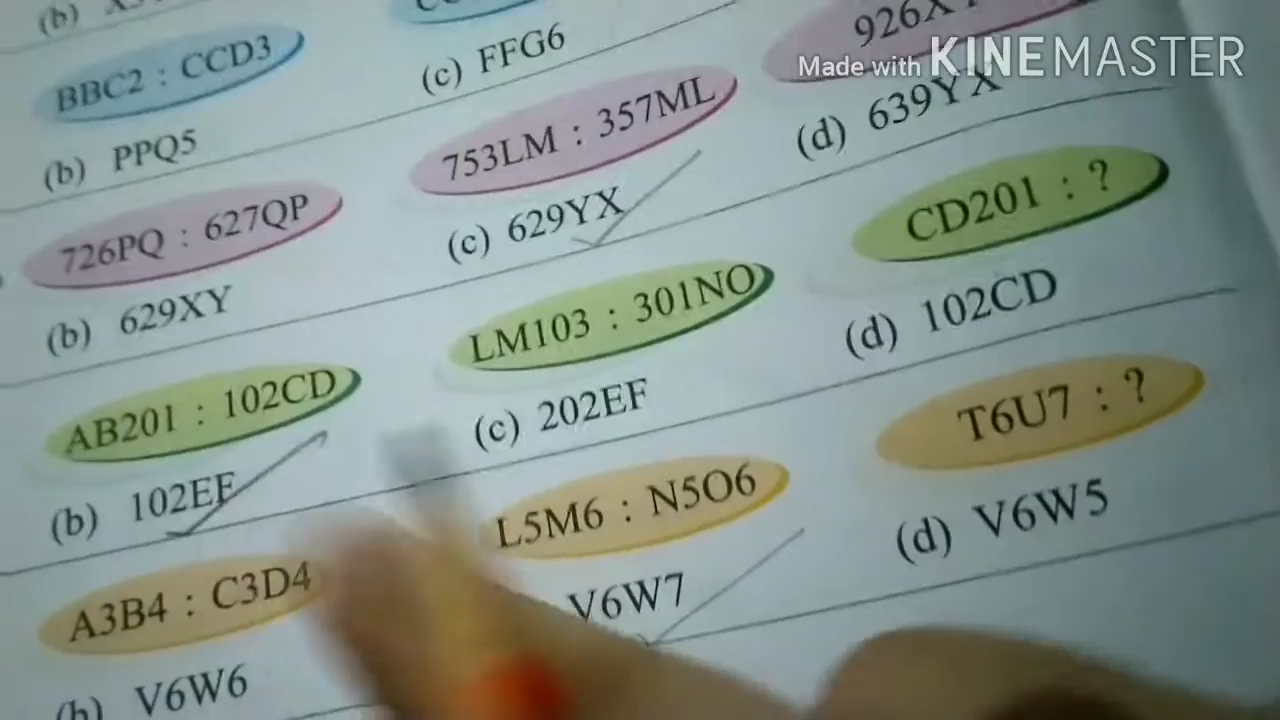 (b)
BBC2 : CCD3
(c) FFG6
926X
Made with KINEMASTER
(b) PPQ5
753LM : 357ML
(d) 639YX
726PQ : 627QP
(c) 629YX
CD201 : ?
(b) 629XY
LM103 : 301NO
(d) 102CD
AB201 : 102CD
(c) 202EF
T6U7 : ?
(b) 102EF
L5M6 : N5O6
(d) V6W5
A3B4 : C3D4
V6W7
(b) V6W6